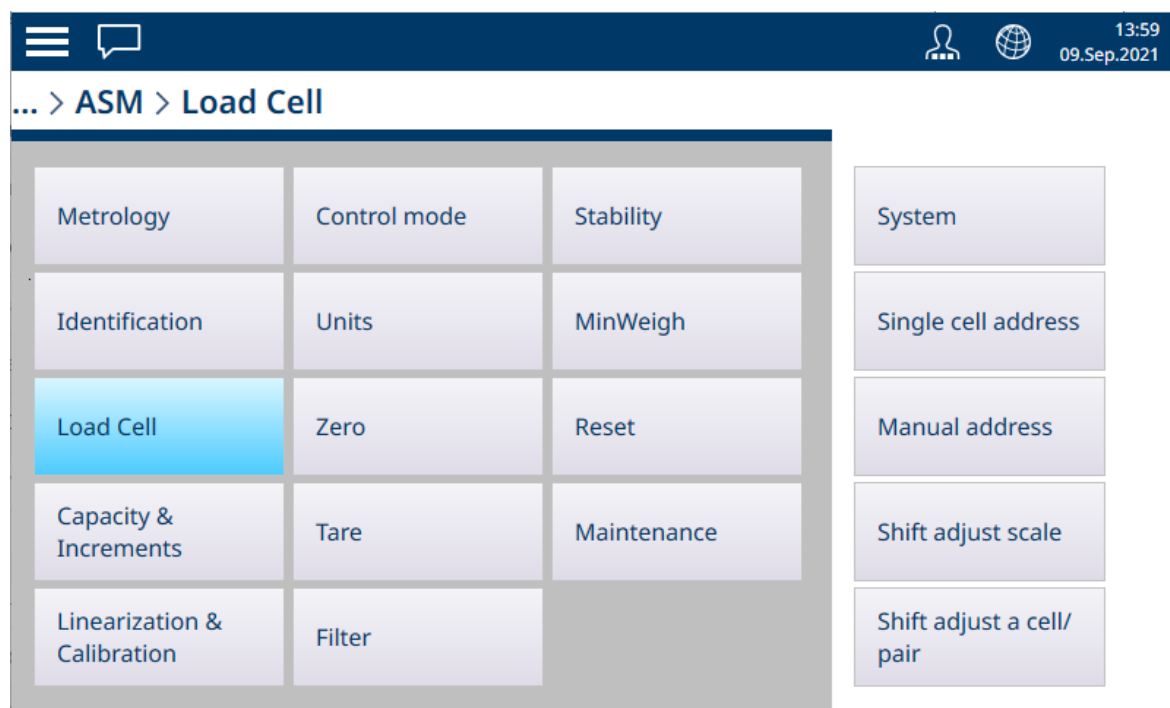 13:59
09.Sep.2021
... > ASM > Load Cell
Metrology
Control mode
Stability
System
Identification
Units
MinWeigh
Single cell address
Load Cell
Zero
Reset
Manual address
Capacity &
Increments
Tare
Maintenance
Shift adjust scale
Linearization &
Calibration
Filter
Shift adjust a cell/
pair